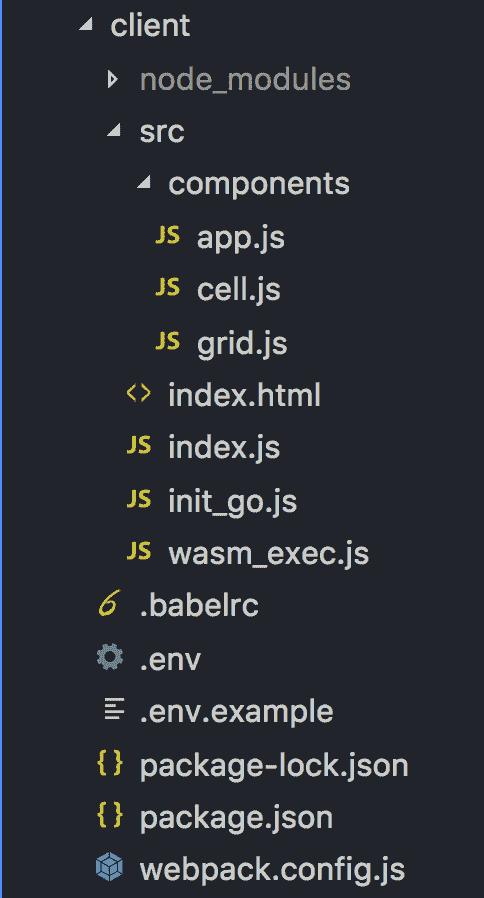 client
node_modules
src
components
JS app.js
JS cell.js
JS grid.js
<> index.html
JS index.js
JS init_go.js
JS wasm_exec.js
.babelrc
.env
.env.example
{} package-lock.json
{} package.json
webpack.config.js